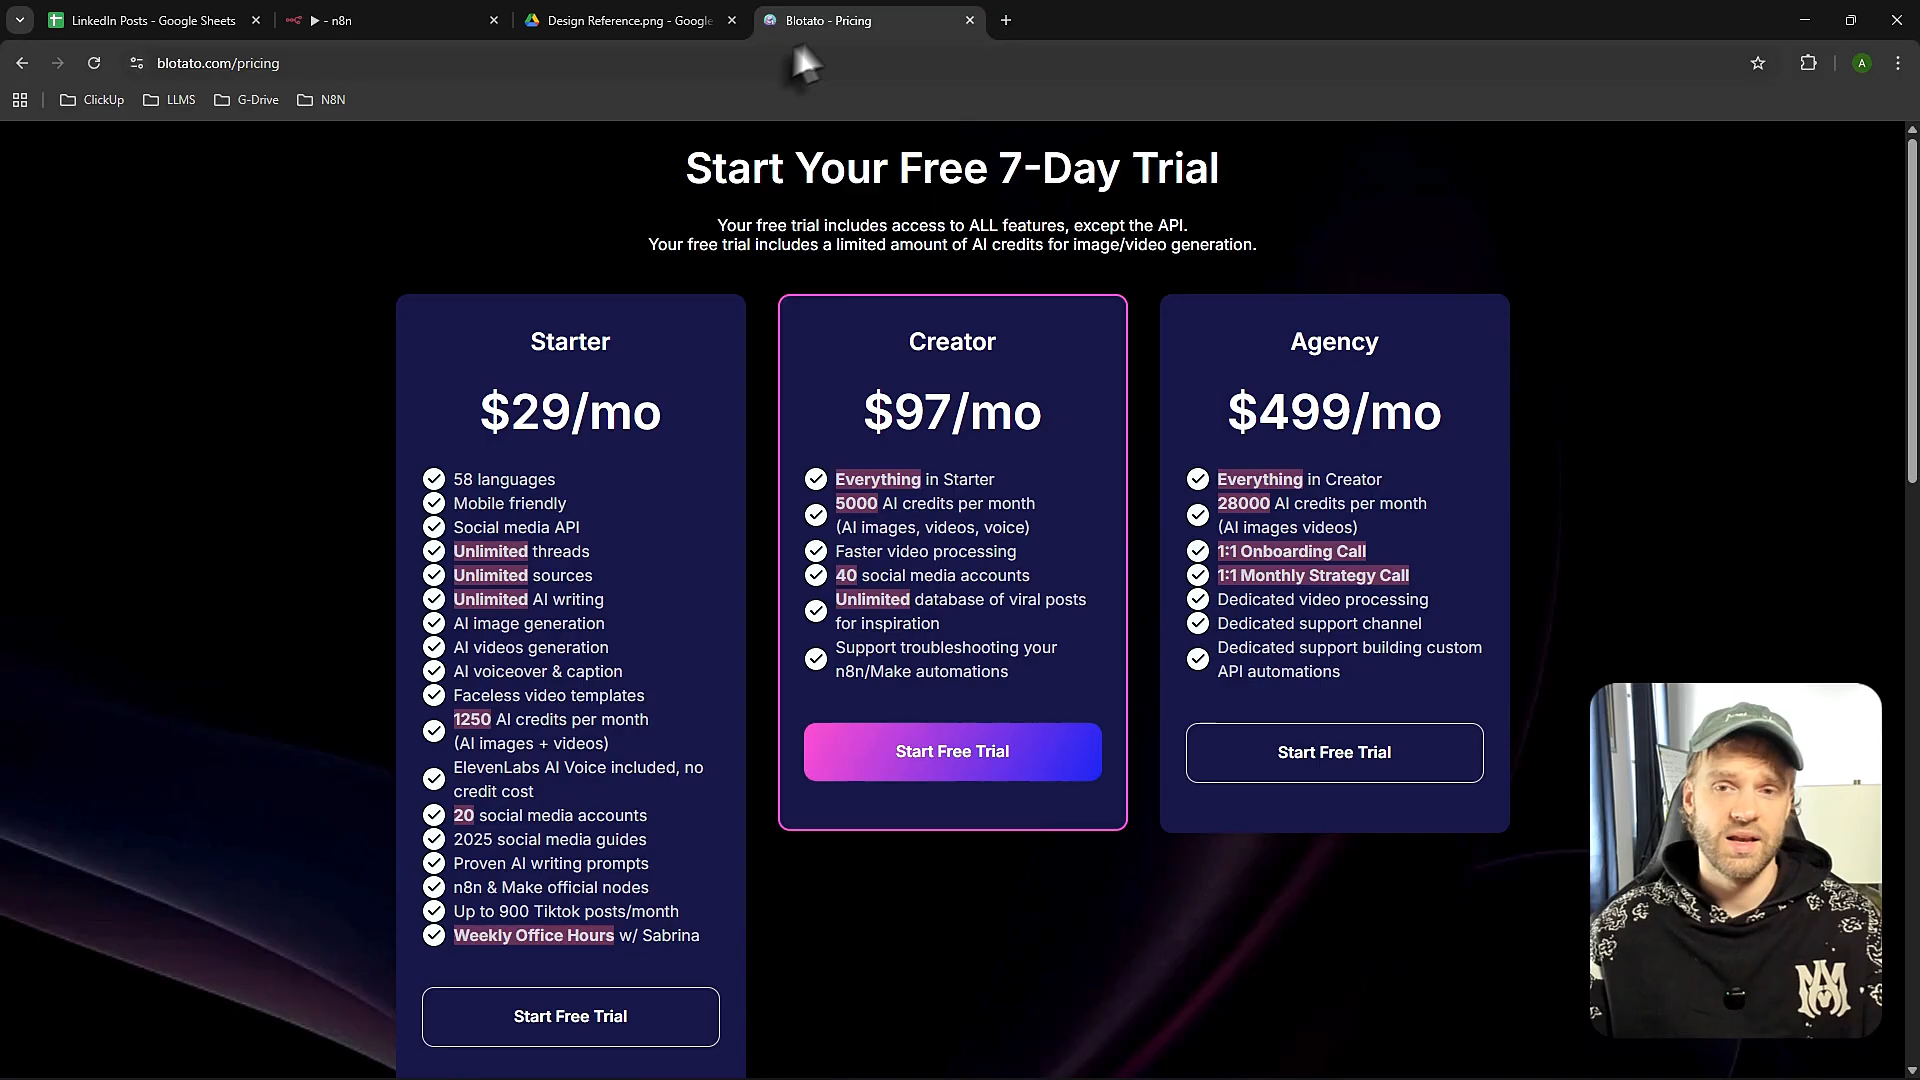 LinkedIn Posts - Google Sheets
▶ - n8n
Design Reference.png - Google
Blotato - Pricing
blotato.com/pricing
A
ClickUp
LLMS
G-Drive
N8N
Start Your Free 7-Day Trial
Your free trial includes access to ALL features, except the API.
Your free trial includes a limited amount of AI credits for image/video generation.
Starter
$29/mo
58 languages
Mobile friendly
Social media API
Unlimited threads
Unlimited sources
Unlimited AI writing
AI image generation
AI videos generation
AI voiceover & caption
Faceless video templates
1250 AI credits per month
(AI images + videos)
ElevenLabs AI Voice included, no
credit cost
20 social media accounts
2025 social media guides
Proven AI writing prompts
n8n & Make official nodes
Up to 900 Tiktok posts/month
Weekly Office Hours w/ Sabrina
Start Free Trial
Creator
$97/mo
Everything in Starter
5000 AI credits per month
(AI images, videos, voice)
Faster video processing
40 social media accounts
Unlimited database of viral posts
for inspiration
Support troubleshooting your
n8n/Make automations
Start Free Trial
Agency
$499/mo
Everything in Creator
28000 AI credits per month
(AI images videos)
1:1 Onboarding Call
1:1 Monthly Strategy Call
Dedicated video processing
Dedicated support channel
Dedicated support building custom
API automations
Start Free Trial